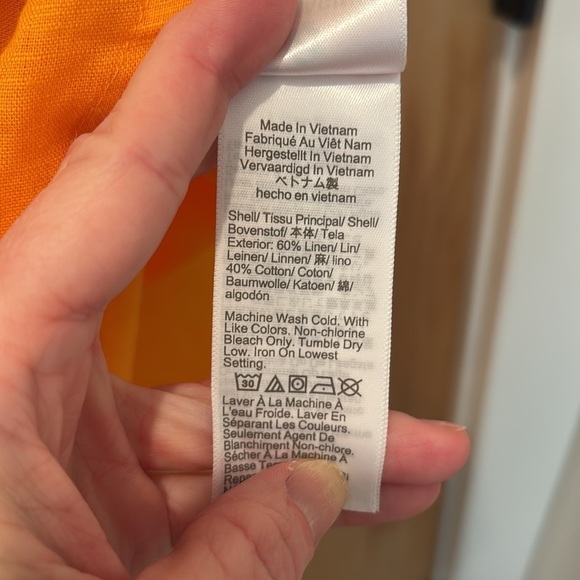 Made In Vietnam
Fabriqué Au Viêt Nam
Hergestellt In Vietnam
Vervaardigd In Vietnam
ベトナム製
hecho en vietnam
Shell/ Tissu Principal/ Shell/
Bovenstof/ 本体/ Tela
Exterior: 60% Linen/ Lin/
Leinen/ Linnen/ 麻/ lino
40% Cotton/ Coton/
Baumwolle/ Katoen/ 綿/
algodón
Machine Wash Cold. With
Like Colors. Non-chlorine
Bleach Only. Tumble Dry
Low. Iron On Lowest
Setting.
30
Laver À La Machine À
L'eau Froide. Laver En
Séparant Les Couleurs.
Seulement Agent De
Blanchiment Non-chlore.
Sécher À La Machine À
Basse